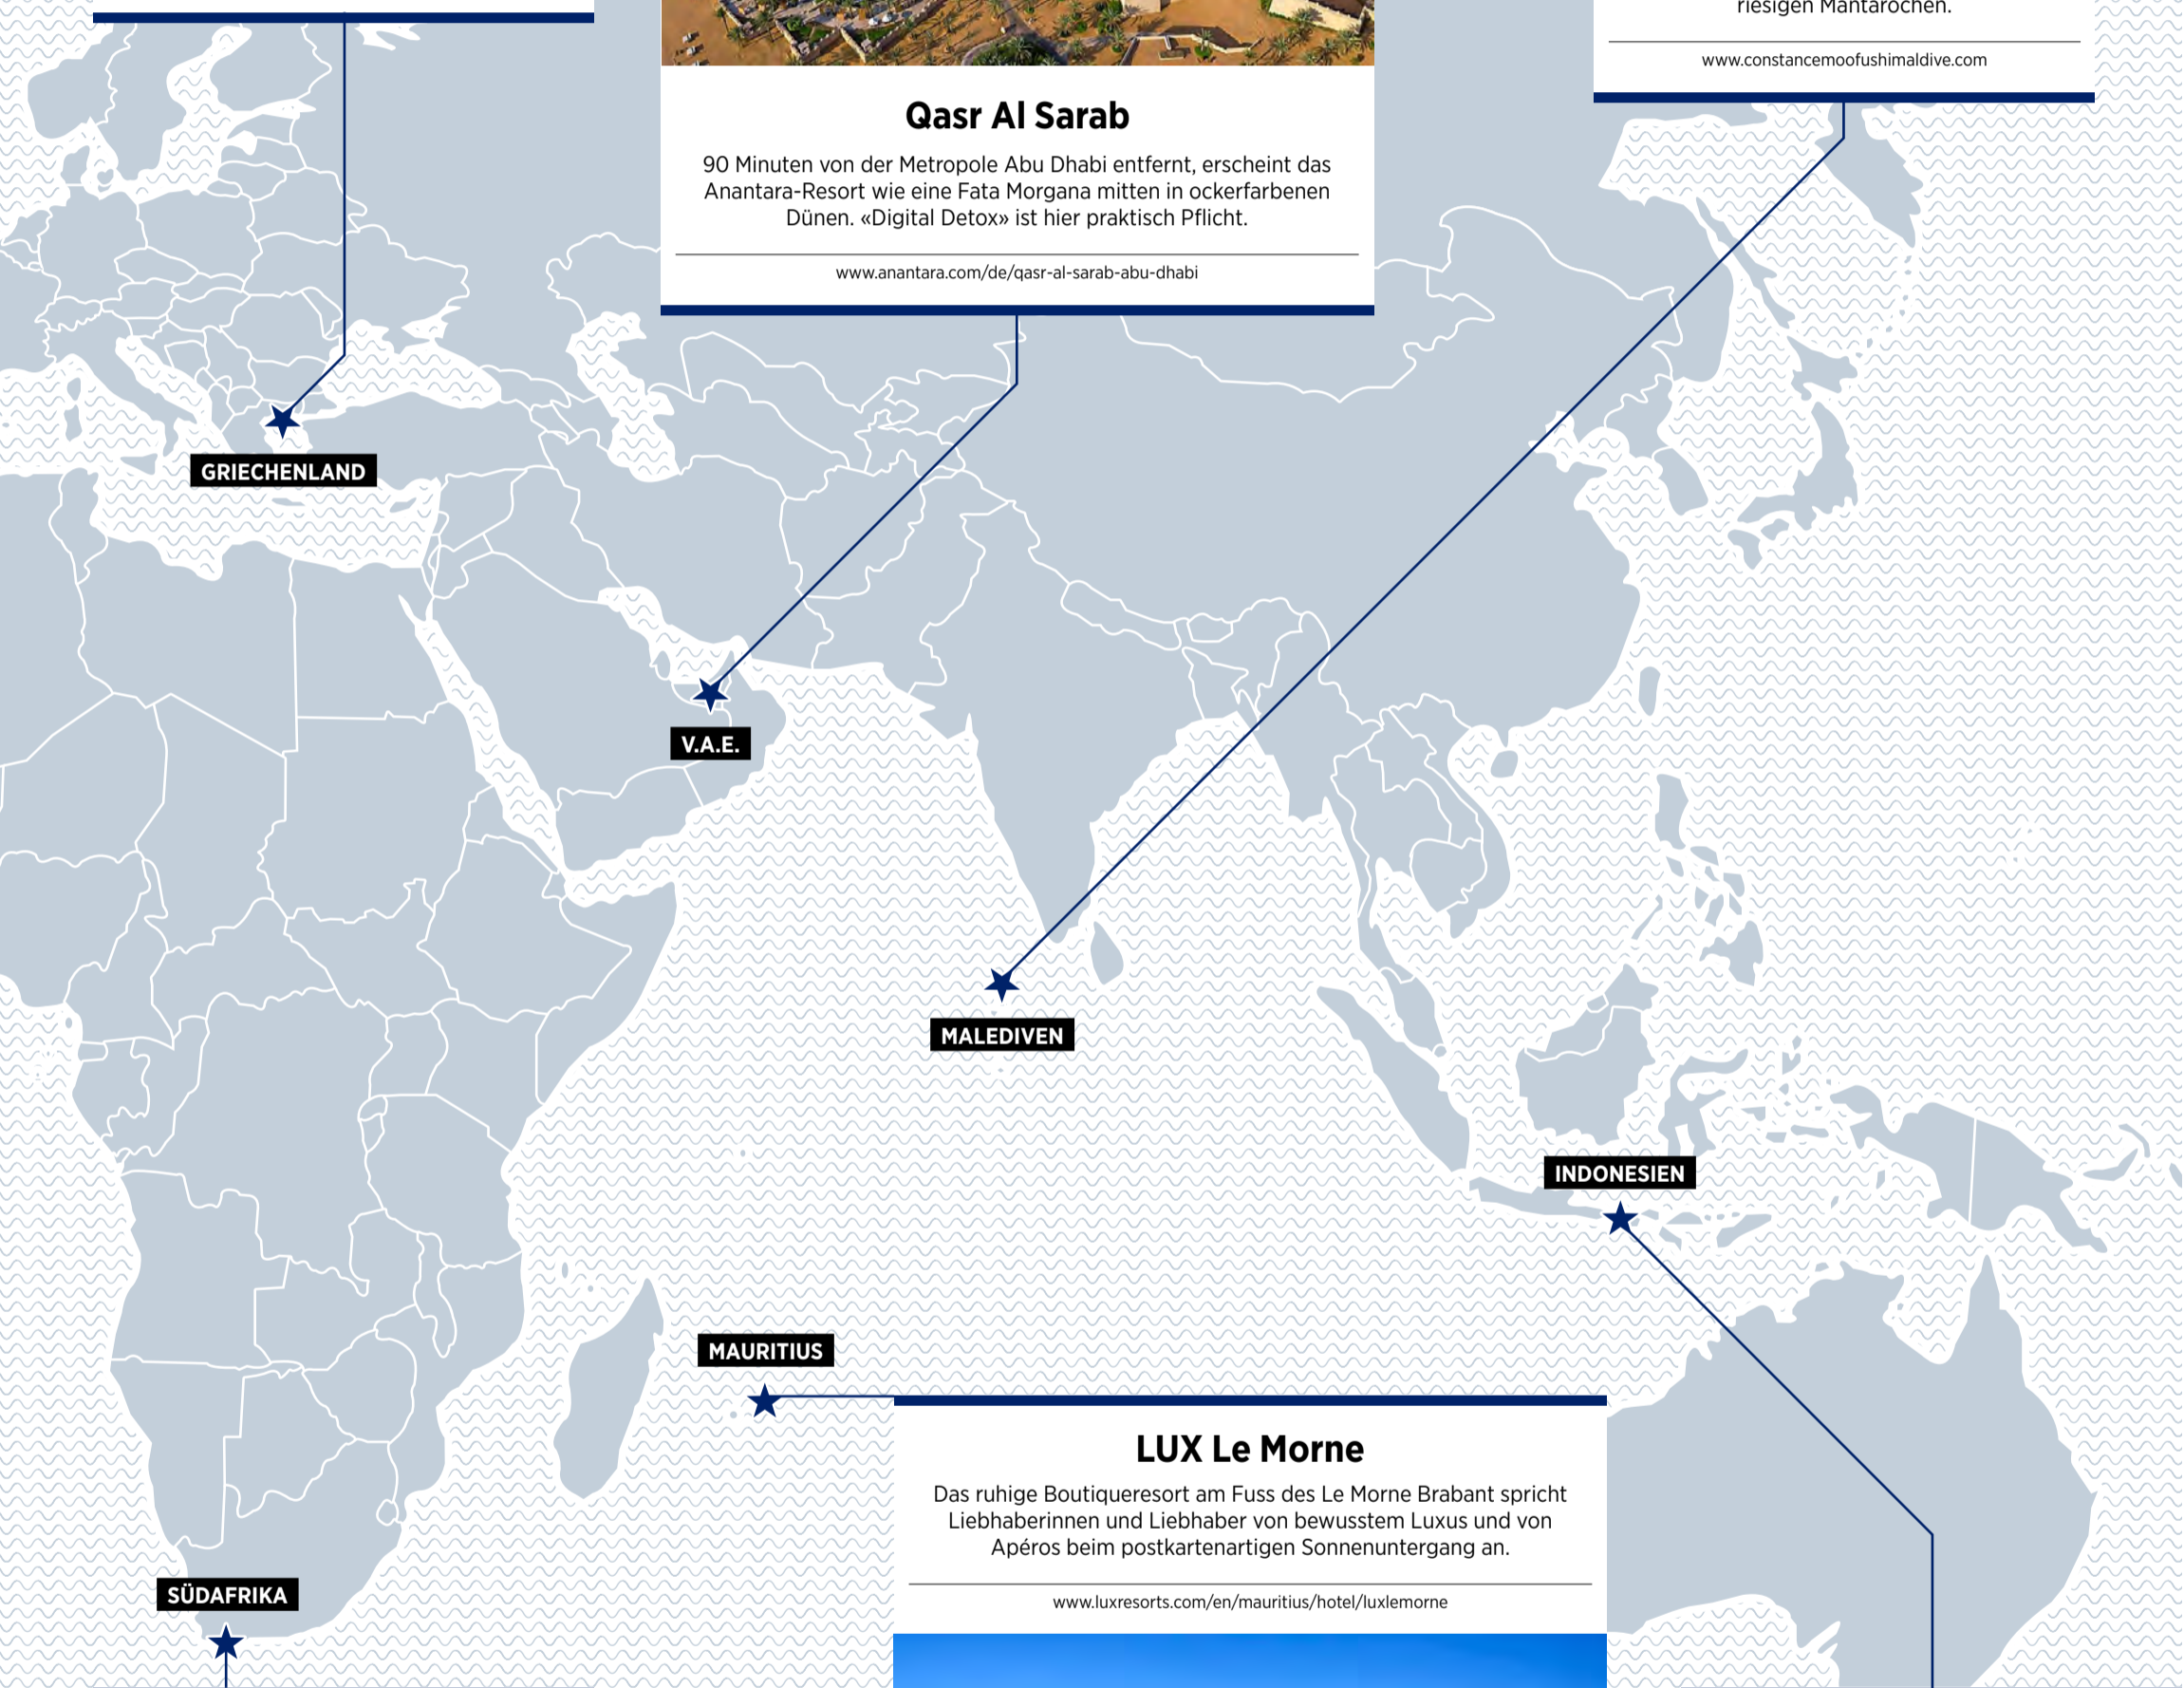 riesigen Mantarochen.
www.constancemoofushimaldive.com
Qasr Al Sarab
90 Minuten von der Metropole Abu Dhabi entfernt, erscheint das
Anantara-Resort wie eine Fata Morgana mitten in ockerfarbenen
Dünen. «Digital Detox» ist hier praktisch Pflicht.
www.anantara.com/de/qasr-al-sarab-abu-dhabi
GRIECHENLAND
V.A.E.
MALEDIVEN
INDONESIEN
MAURITIUS
LUX Le Morne
Das ruhige Boutiqueresort am Fuss des Le Morne Brabant spricht
Liebhaberinnen und Liebhaber von bewusstem Luxus und von
Apéros beim postkartenartigen Sonnenuntergang an.
www.luxresorts.com/en/mauritius/hotel/luxlemorne
SÜDAFRIKA